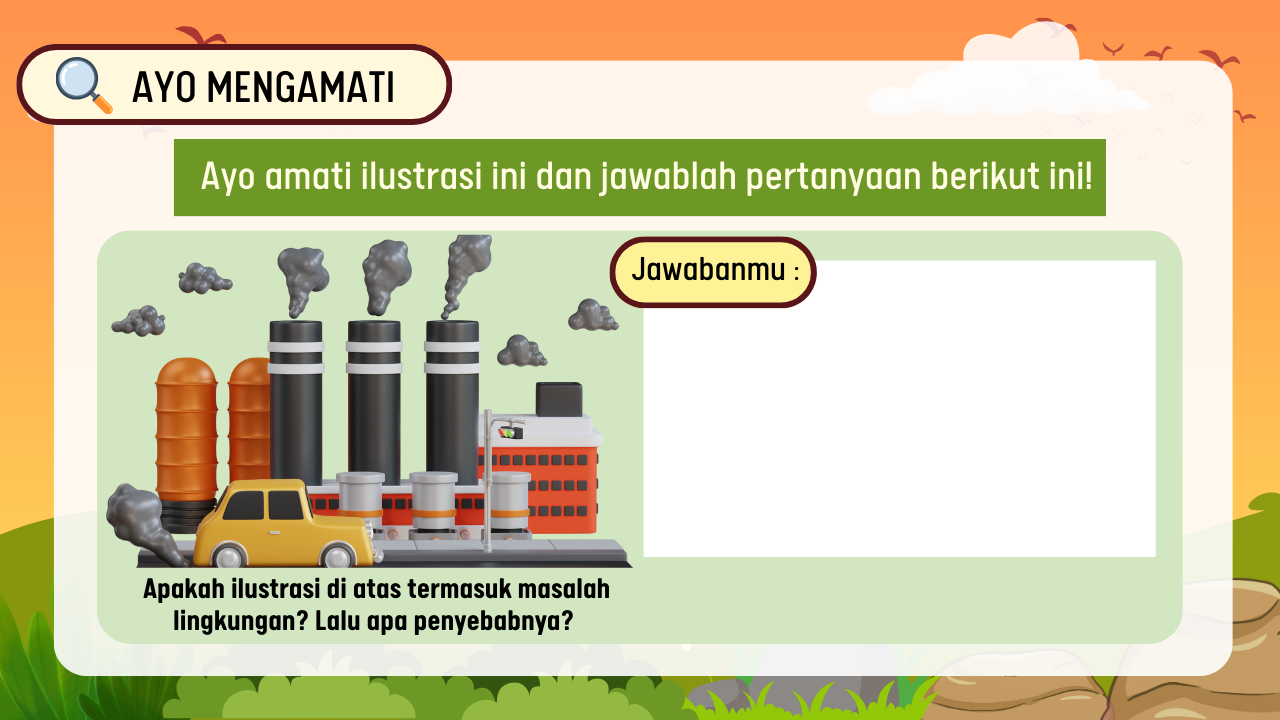 AYO MENGAMATI
Ayo amati ilustrasi ini dan jawablah pertanyaan berikut ini!
Jawabanmu :
Apakah ilustrasi di atas termasuk masalah
lingkungan? Lalu apa penyebabnya?